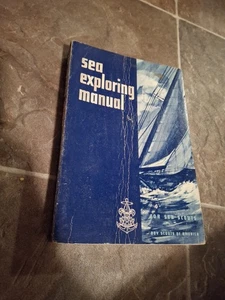 sea
exploring
manual
FOR SEA SCOUTS
BOY SCOUTS OF AMERICA